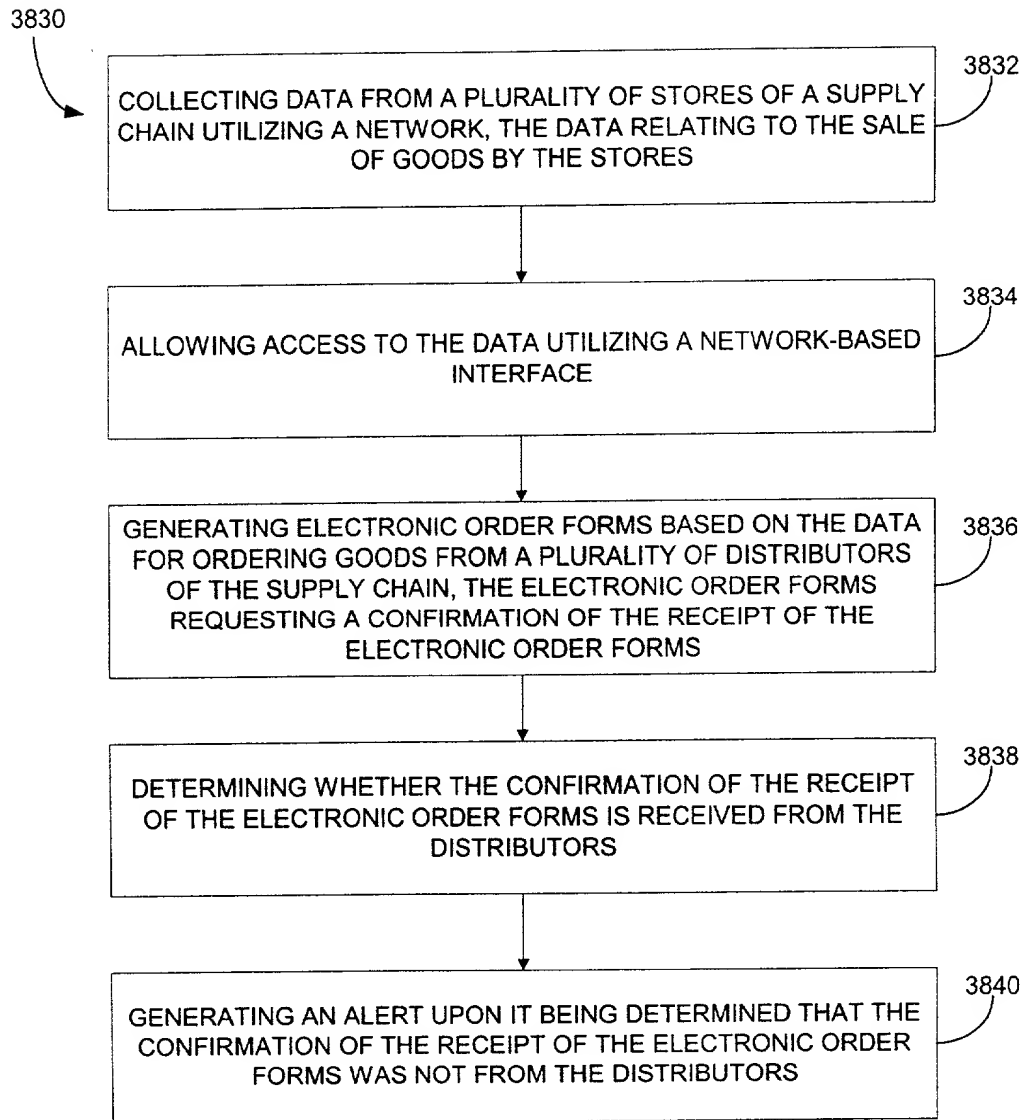 3830
3832
COLLECTING DATA FROM A PLURALITY OF STORES OF A SUPPLY
CHAIN UTILIZING A NETWORK, THE DATA RELATING TO THE SALE
OF GOODS BY THE STORES
3834
ALLOWING ACCESS TO THE DATA UTILIZING A NETWORK-BASED
INTERFACE
3836
GENERATING ELECTRONIC ORDER FORMS BASED ON THE DATA
FOR ORDERING GOODS FROM A PLURALITY OF DISTRIBUTORS
OF THE SUPPLY CHAIN, THE ELECTRONIC ORDER FORMS
REQUESTING A CONFIRMATION OF THE RECEIPT OF THE
ELECTRONIC ORDER FORMS
3838
DETERMINING WHETHER THE CONFIRMATION OF THE RECEIPT
OF THE ELECTRONIC ORDER FORMS IS RECEIVED FROM THE
DISTRIBUTORS
3840
GENERATING AN ALERT UPON IT BEING DETERMINED THAT THE
CONFIRMATION OF THE RECEIPT OF THE ELECTRONIC ORDER
FORMS WAS NOT FROM THE DISTRIBUTORS